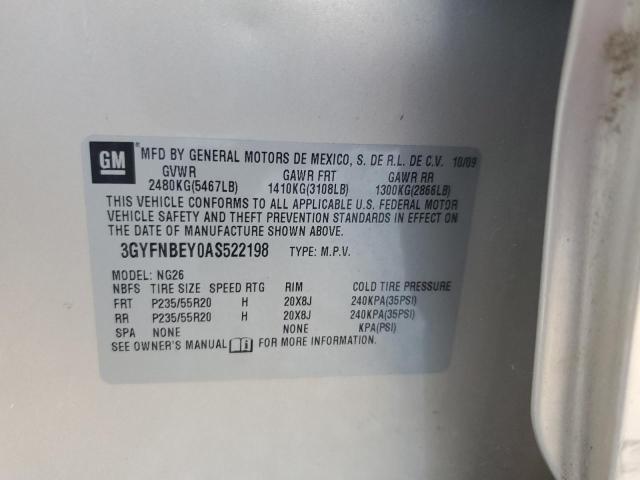 GM MFD BY GENERAL MOTORS DE MEXICO, S. DE R.L. DE C.V. 10/09
GVWR GAWR FRT GAWR RR
2480KG(5467LB) 1410KG(3108LB) 1300KG(2866LB)
THIS VEHICLE CONFORMS TO ALL APPLICABLE U.S. FEDERAL MOTOR
VEHICLE SAFETY AND THEFT PREVENTION STANDARDS IN EFFECT ON
THE DATE OF MANUFACTURE SHOWN ABOVE.
3GYFNBEY0AS522198 TYPE: M.P.V.
MODEL: NG26
NBFS TIRE SIZE SPEED RTG RIM COLD TIRE PRESSURE
FRT P235/55R20 H 20X8J 240KPA(35PSI)
RR P235/55R20 H 20X8J 240KPA(35PSI)
SPA NONE NONE KPA(PSI)
SEE OWNER'S MANUAL i FOR MORE INFORMATION.